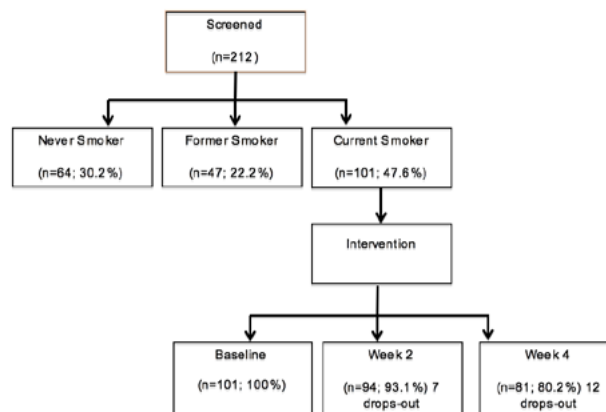 Screened
(n=212)
Never Smoker
(n=64; 30.2%)
Former Smoker
(n=47; 22.2%)
Current Smoker
(n=101; 47.6%)
Intervention
Baseline
(n=101; 100%)
Week 2
(n=94; 93.1%) 7
drops-out
Week 4
(n=81; 80.2%) 12
drops-out